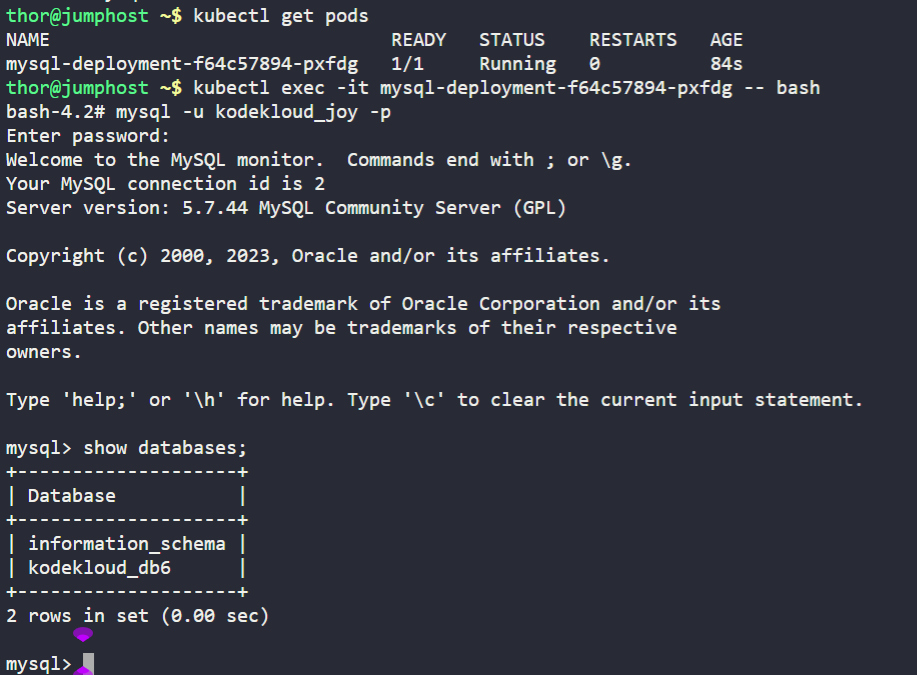 thor@jumphost ~$ kubectl get pods
NAME                               READY   STATUS    RESTARTS   AGE
mysql-deployment-f64c57894-pxfdg   1/1     Running   0          84s
thor@jumphost ~$ kubectl exec -it mysql-deployment-f64c57894-pxfdg -- bash
bash-4.2# mysql -u kodekloud_joy -p
Enter password:
Welcome to the MySQL monitor.  Commands end with ; or \g.
Your MySQL connection id is 2
Server version: 5.7.44 MySQL Community Server (GPL)

Copyright (c) 2000, 2023, Oracle and/or its affiliates.

Oracle is a registered trademark of Oracle Corporation and/or its
affiliates. Other names may be trademarks of their respective
owners.

Type 'help;' or '\h' for help. Type '\c' to clear the current input statement.

mysql> show databases;
+--------------------+
| Database           |
+--------------------+
| information_schema |
| kodekloud_db6      |
+--------------------+
2 rows in set (0.00 sec)

mysql>